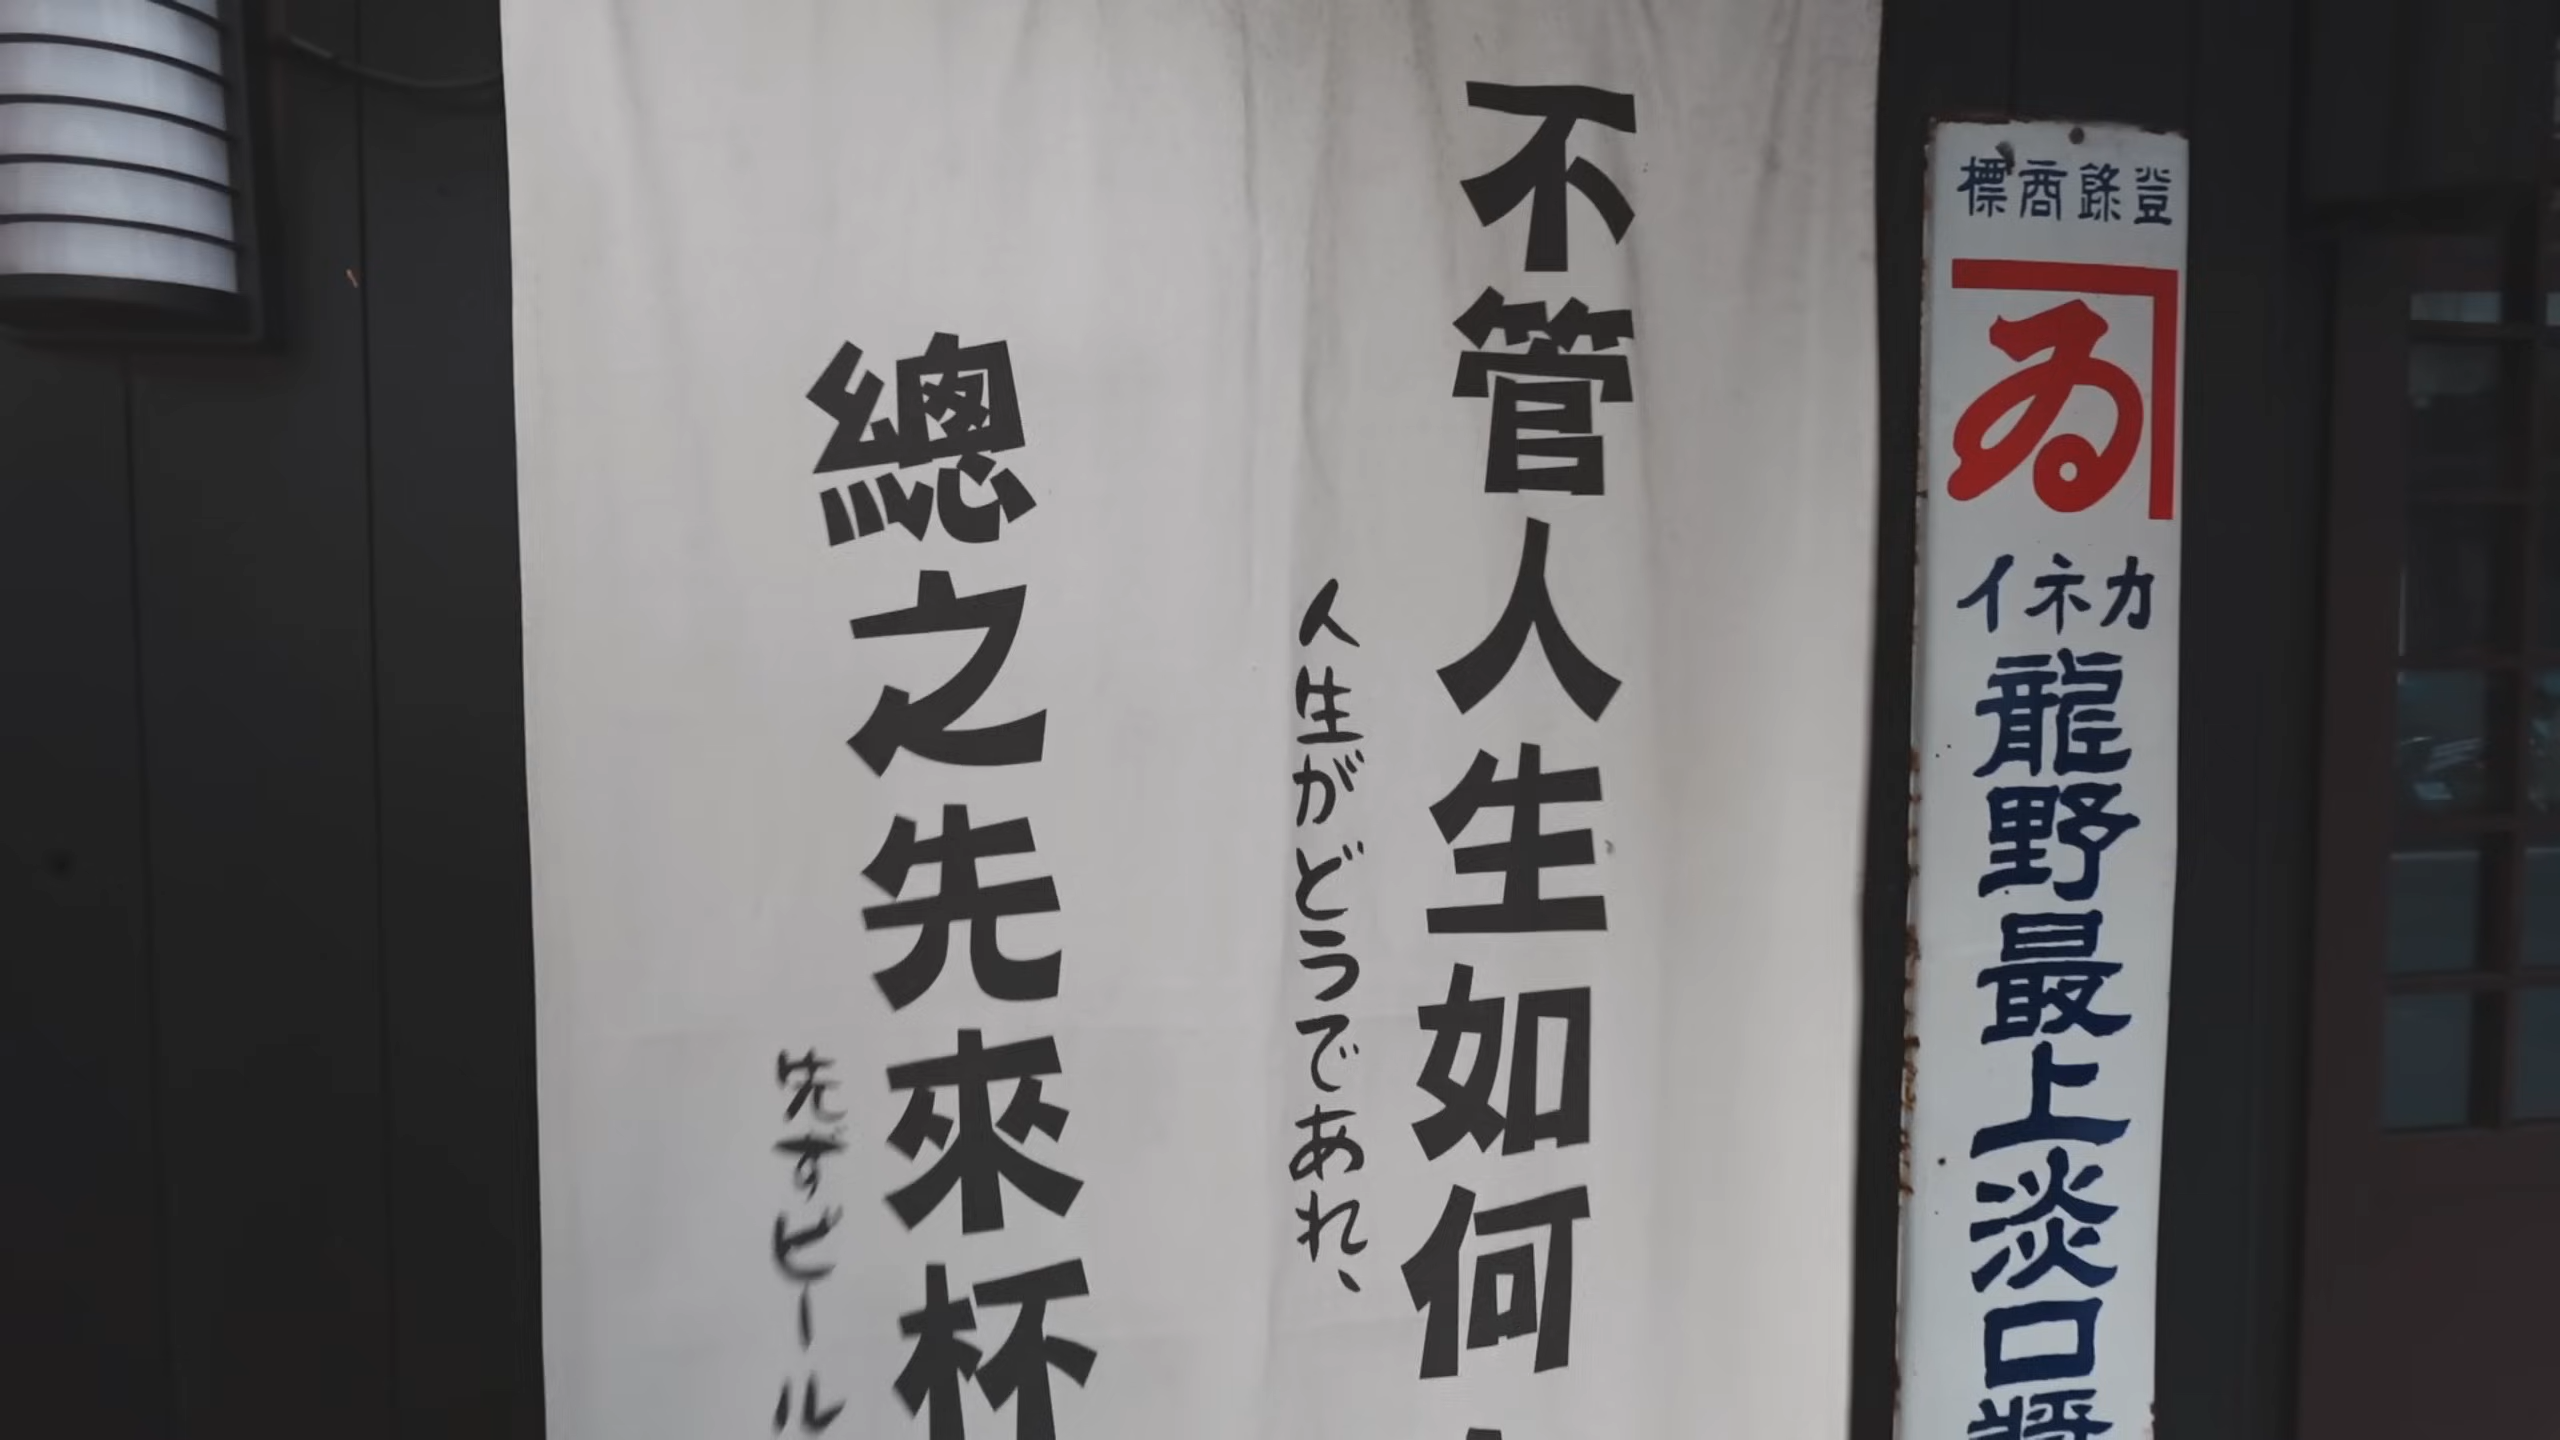 登錄商標
ゐ
カネイ
龍野最上淡口
不管人生如何
人生がどうであれ、
總之先來杯
先ずビール